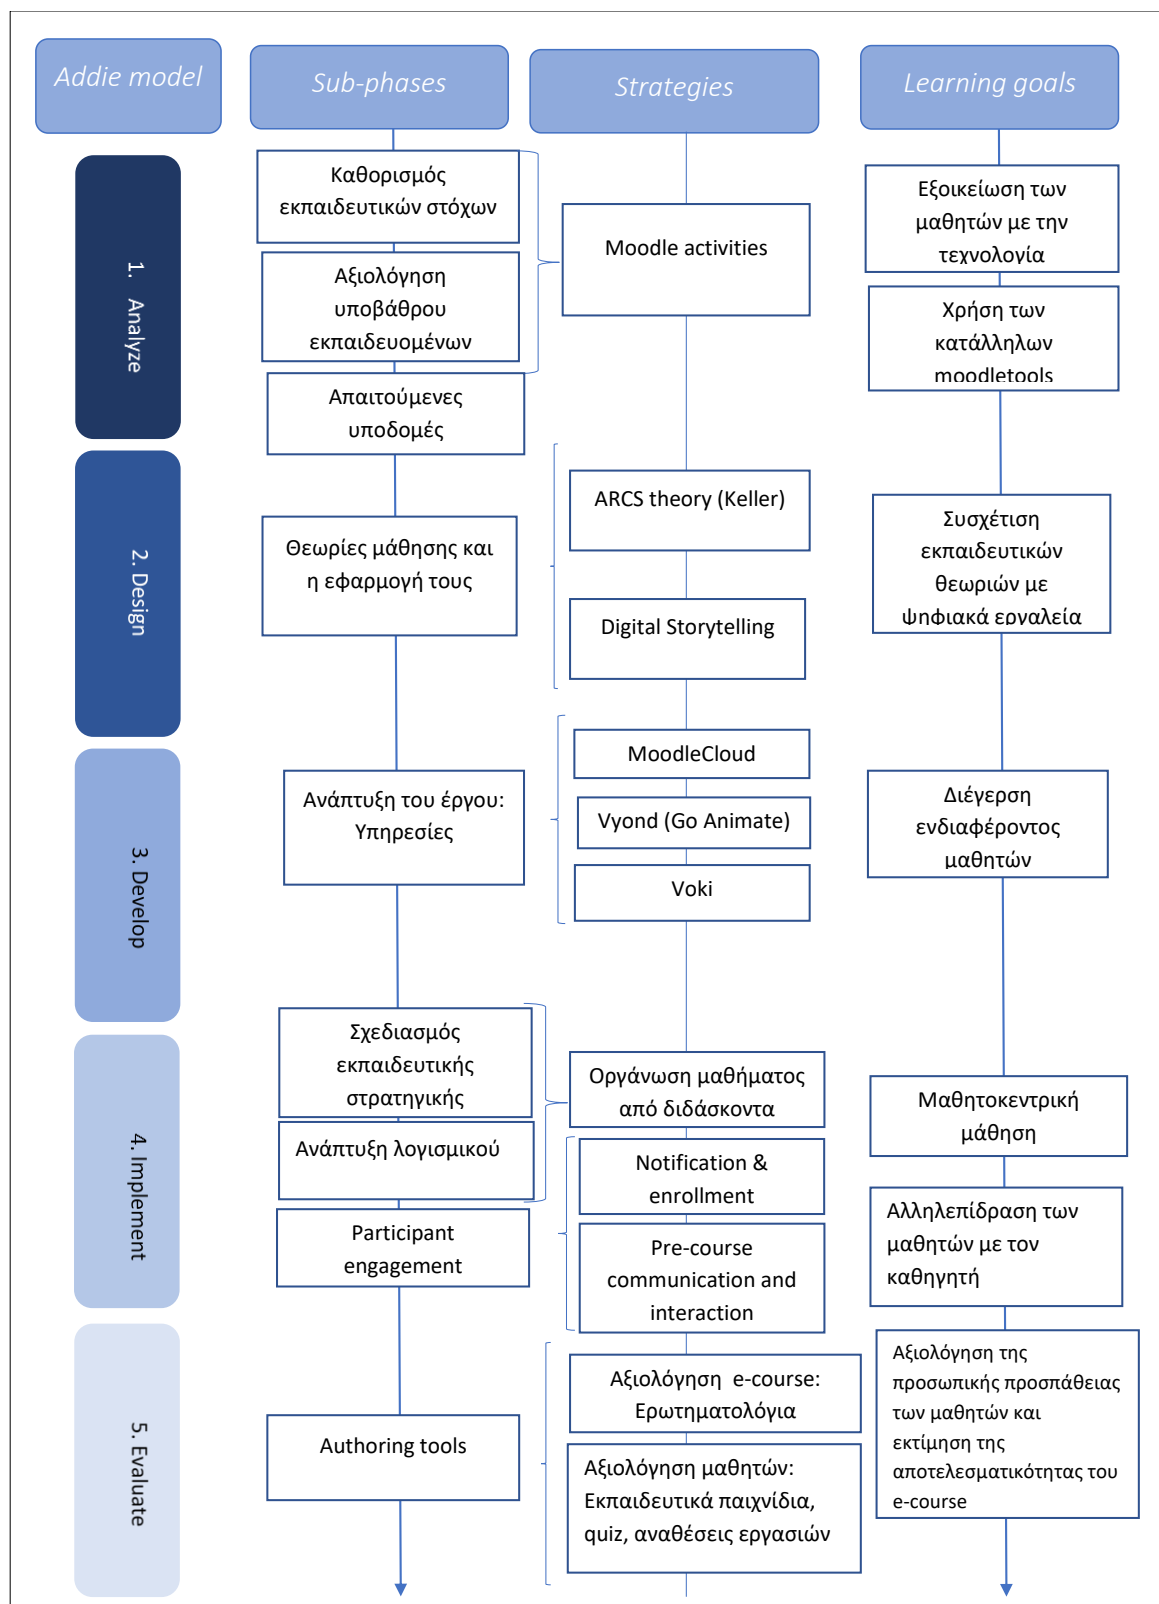 Addie model
Sub-phases
Strategies
Learning goals
1. Analyze
Καθορισμός
εκπαιδευτικών στόχων
Αξιολόγηση
υποβάθρου
εκπαιδευομένων
Απαιτούμενες
υποδομές
Moodle activities
Εξοικείωση των
μαθητών με την
τεχνολογία
Χρήση των
κατάλληλων
moodletools
2. Design
Θεωρίες μάθησης και
η εφαρμογή τους
ARCS theory (Keller)
Digital Storytelling
Συσχέτιση
εκπαιδευτικών
θεωριών με
ψηφιακά εργαλεία
3. Develop
Ανάπτυξη του έργου:
Υπηρεσίες
MoodleCloud
Vyond (Go Animate)
Voki
Διέγερση
ενδιαφέροντος
μαθητών
4. Implement
Σχεδιασμός
εκπαιδευτικής
στρατηγικής
Ανάπτυξη λογισμικού
Participant
engagement
Οργάνωση μαθήματος
από διδάσκοντα
Notification &
enrollment
Pre-course
communication and
interaction
Μαθητοκεντρική
μάθηση
Αλληλεπίδραση των
μαθητών με τον
καθηγητή
5. Evaluate
Authoring tools
Αξιολόγηση e-course:
Ερωτηματολόγια
Αξιολόγηση μαθητών:
Εκπαιδευτικά παιχνίδια,
quiz, αναθέσεις εργασιών
Αξιολόγηση της
προσωπικής προσπάθειας
των μαθητών και
εκτίμηση της
αποτελεσματικότητας του
e-course